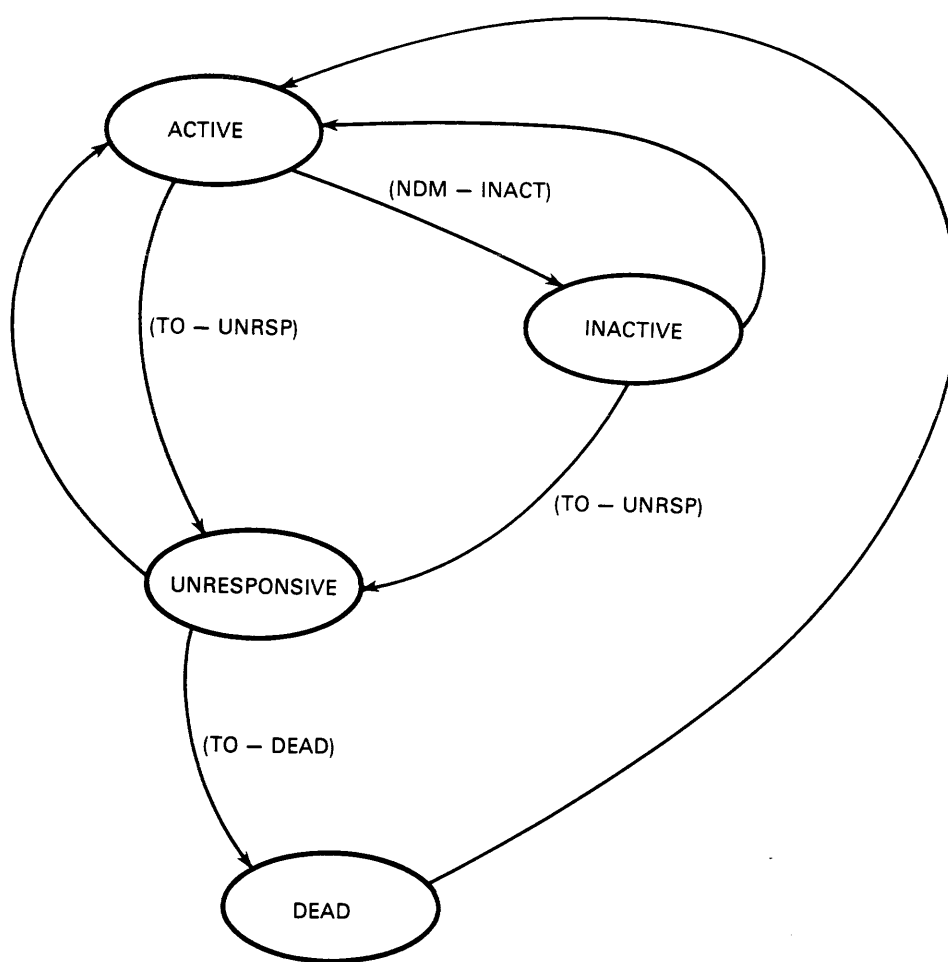 ACTIVE
(NDM – INACT)
(TO – UNRSP)
INACTIVE
(TO – UNRSP)
UNRESPONSIVE
(TO – DEAD)
DEAD